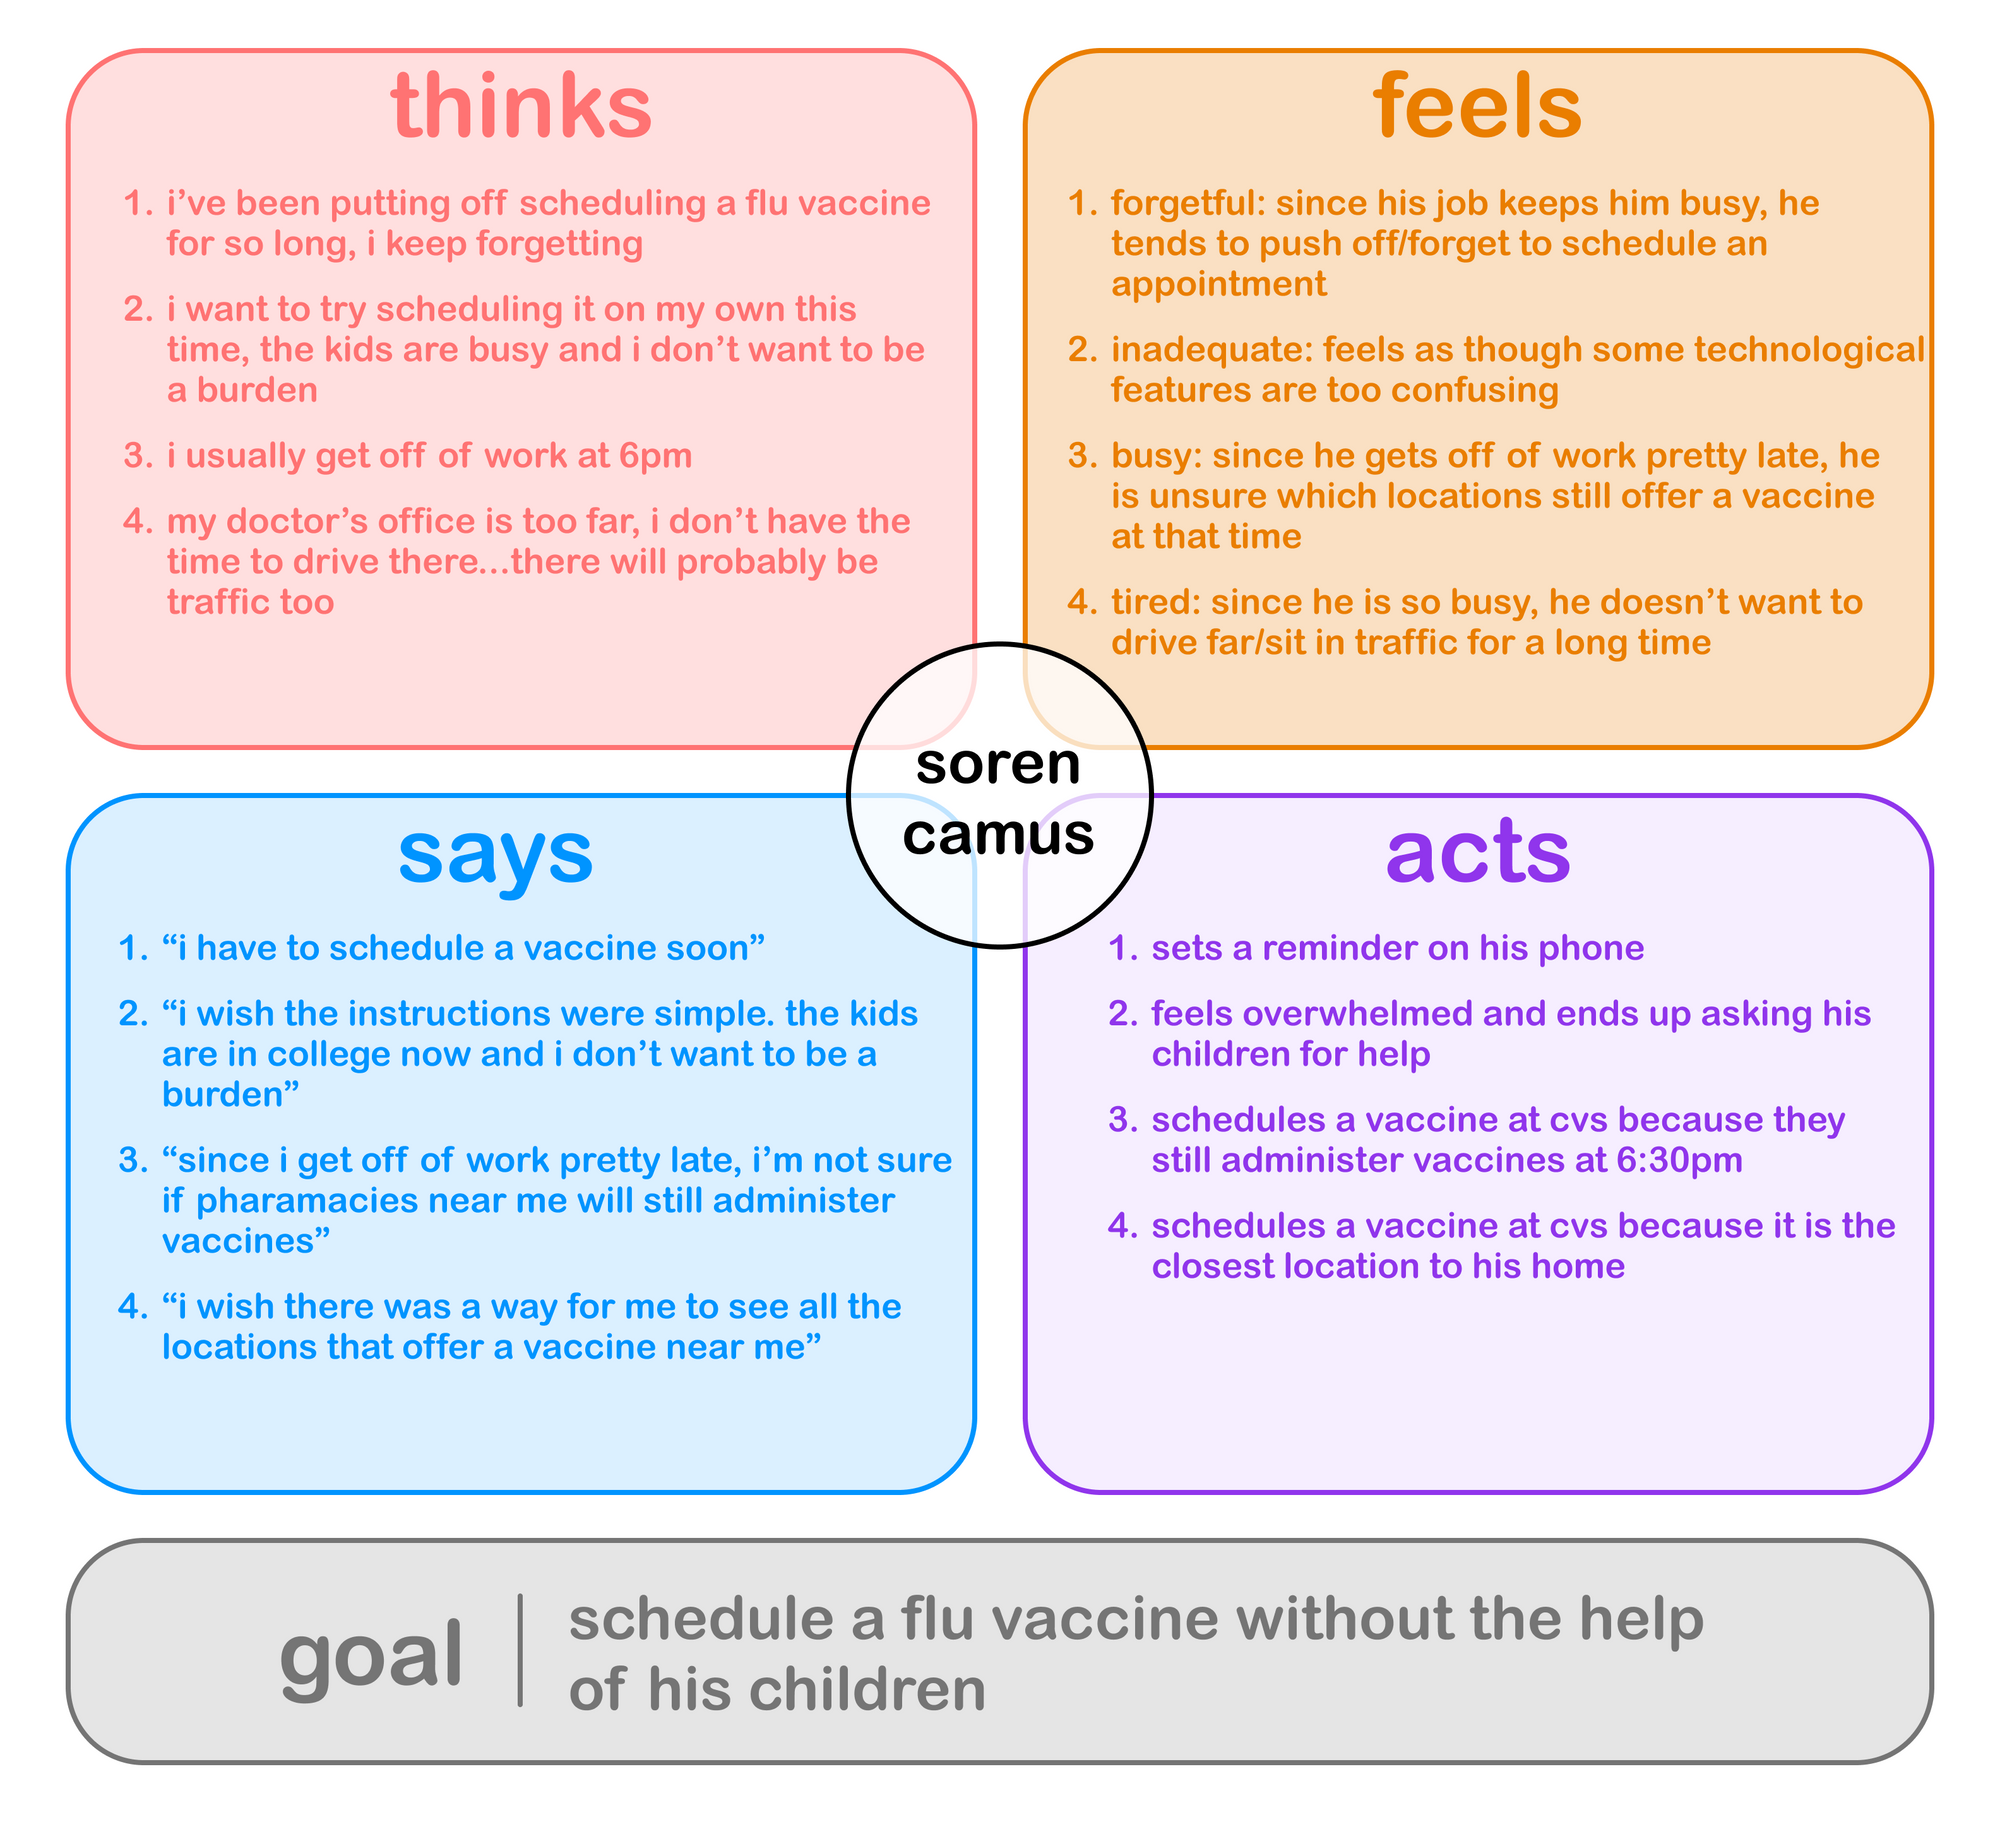 thinks
1. i’ve been putting off scheduling a flu vaccine
for so long, i keep forgetting
2. i want to try scheduling it on my own this
time, the kids are busy and i don’t want to be
a burden
3. i usually get off of work at 6pm
4. my doctor’s office is too far, i don’t have the
time to drive there...there will probably be
traffic too
feels
1. forgetful: since his job keeps him busy, he
tends to push off/forget to schedule an
appointment
2. inadequate: feels as though some technological
features are too confusing
3. busy: since he gets off of work pretty late, he
is unsure which locations still offer a vaccine
at that time
4. tired: since he is so busy, he doesn’t want to
drive far/sit in traffic for a long time
soren
camus
says
1. “i have to schedule a vaccine soon”
2. “i wish the instructions were simple. the kids
are in college now and i don’t want to be a
burden”
3. “since i get off of work pretty late, i’m not sure
if pharamacies near me will still administer
vaccines”
4. “i wish there was a way for me to see all the
locations that offer a vaccine near me”
acts
1. sets a reminder on his phone
2. feels overwhelmed and ends up asking his
children for help
3. schedules a vaccine at cvs because they
still administer vaccines at 6:30pm
4. schedules a vaccine at cvs because it is the
closest location to his home
goal
schedule a flu vaccine without the help
of his children